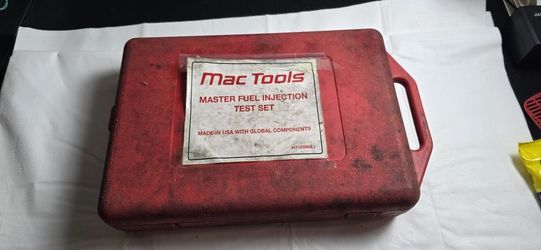 Mac Tools
MASTER FUEL INJECTION
TEST SET
MADE IN USA WITH GLOBAL COMPONENTS